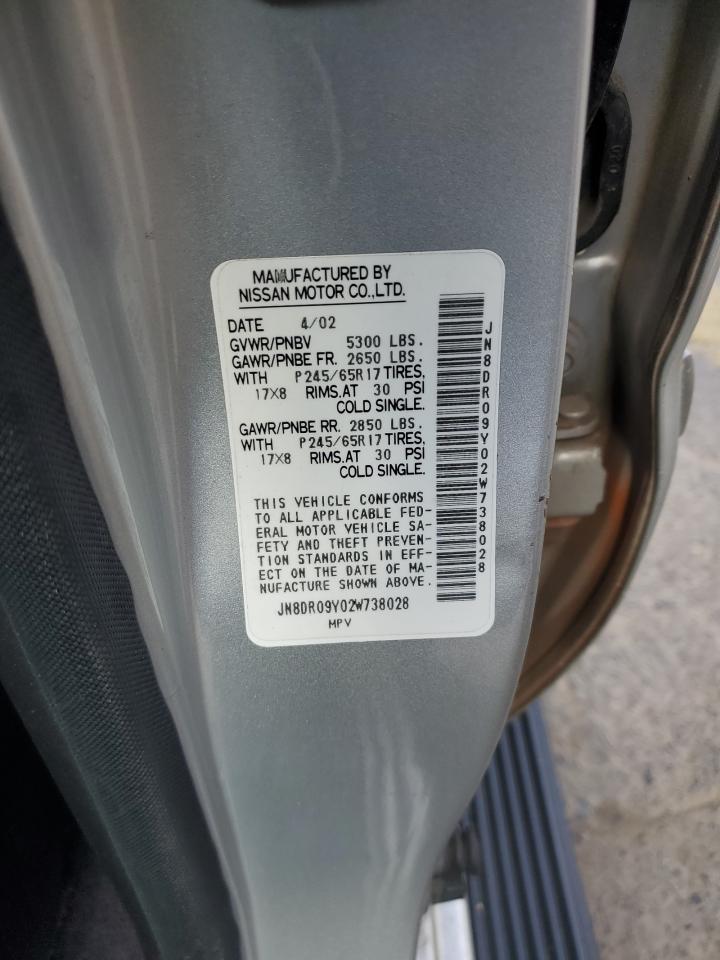 MANUFACTURED BY
NISSAN MOTOR CO.,LTD.
DATE 4/02
GVWR/PNBV 5300 LBS.
GAWR/PNBE FR. 2650 LBS.
WITH P245/65R17 TIRES,
17X8 RIMS.AT 30 PSI
COLD SINGLE.
GAWR/PNBE RR. 2850 LBS.
WITH P245/65R17 TIRES,
17X8 RIMS.AT 30 PSI
COLD SINGLE.
THIS VEHICLE CONFORMS
TO ALL APPLICABLE FED-
ERAL MOTOR VEHICLE SA-
FETY AND THEFT PREVEN-
TION STANDARDS IN EFF-
ECT ON THE DATE OF MA-
NUFACTURE SHOWN ABOVE.
JN8DR09Y02W738028
MPV
JN8DR09Y02W738028